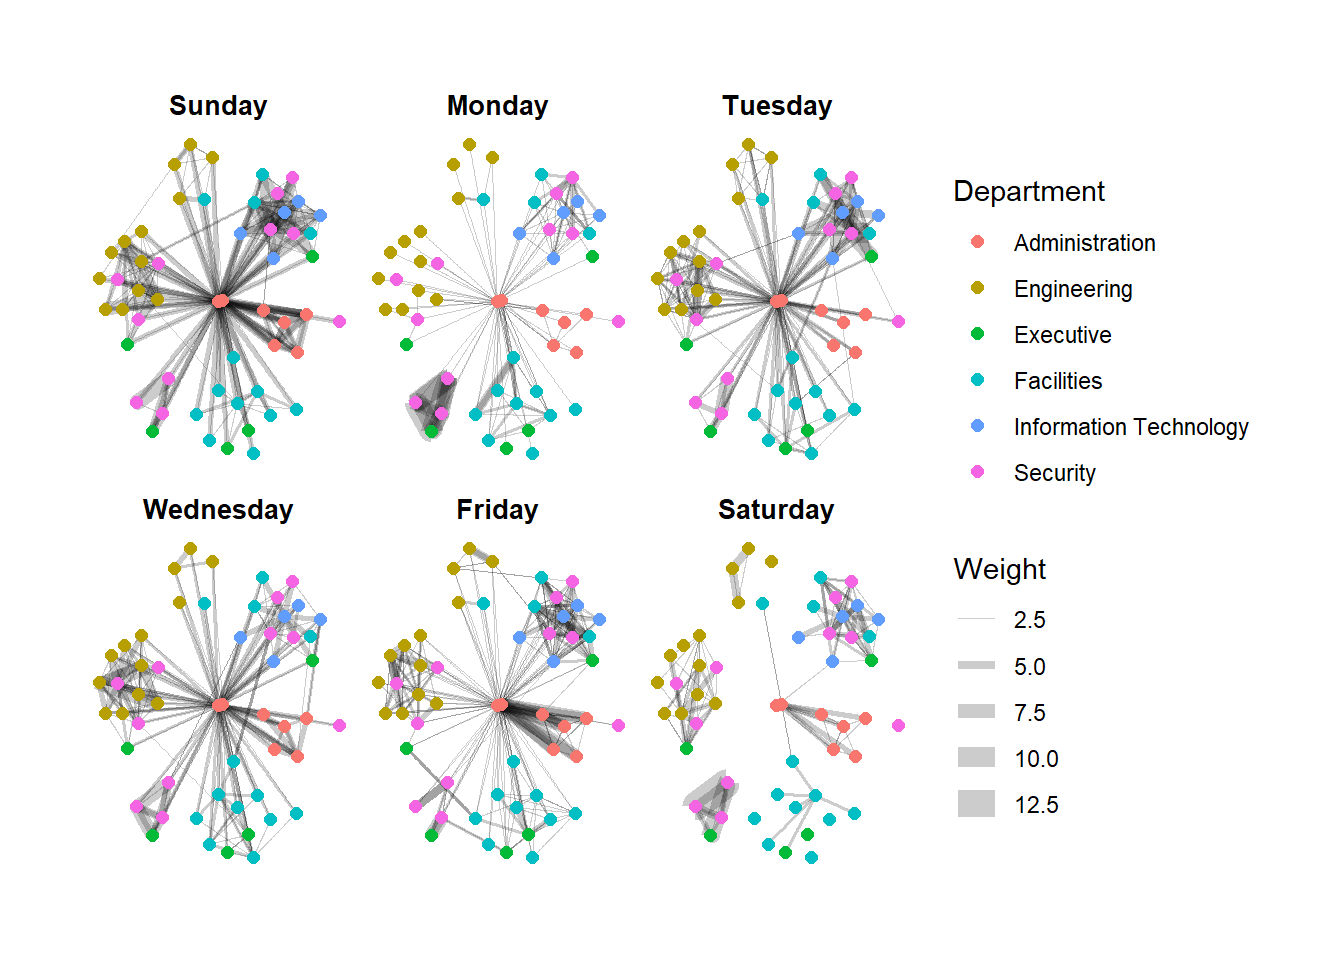 Sunday
Monday
Tuesday
Wednesday
Friday
Saturday
Department
Administration
Engineering
Executive
Facilities
Information Technology
Security
Weight
2.5
5.0
7.5
10.0
12.5